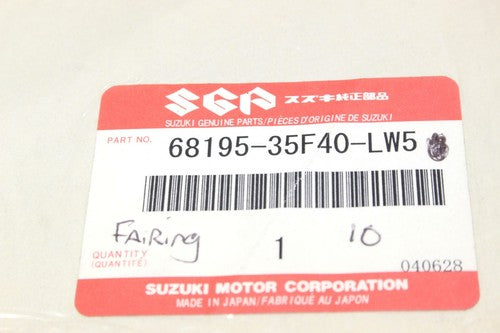 SGP スズキ純正部品
SUZUKI GENUINE PARTS/PIÈCES D'ORIGINE DE SUZUKI
PART NO. 68195-35F40-LW5
FAIRING
QUANTITY 1 10
(QUANTITÉ) 040628
SUZUKI MOTOR CORPORATION
MADE IN JAPAN/FABRIQUÉ AU JAPON